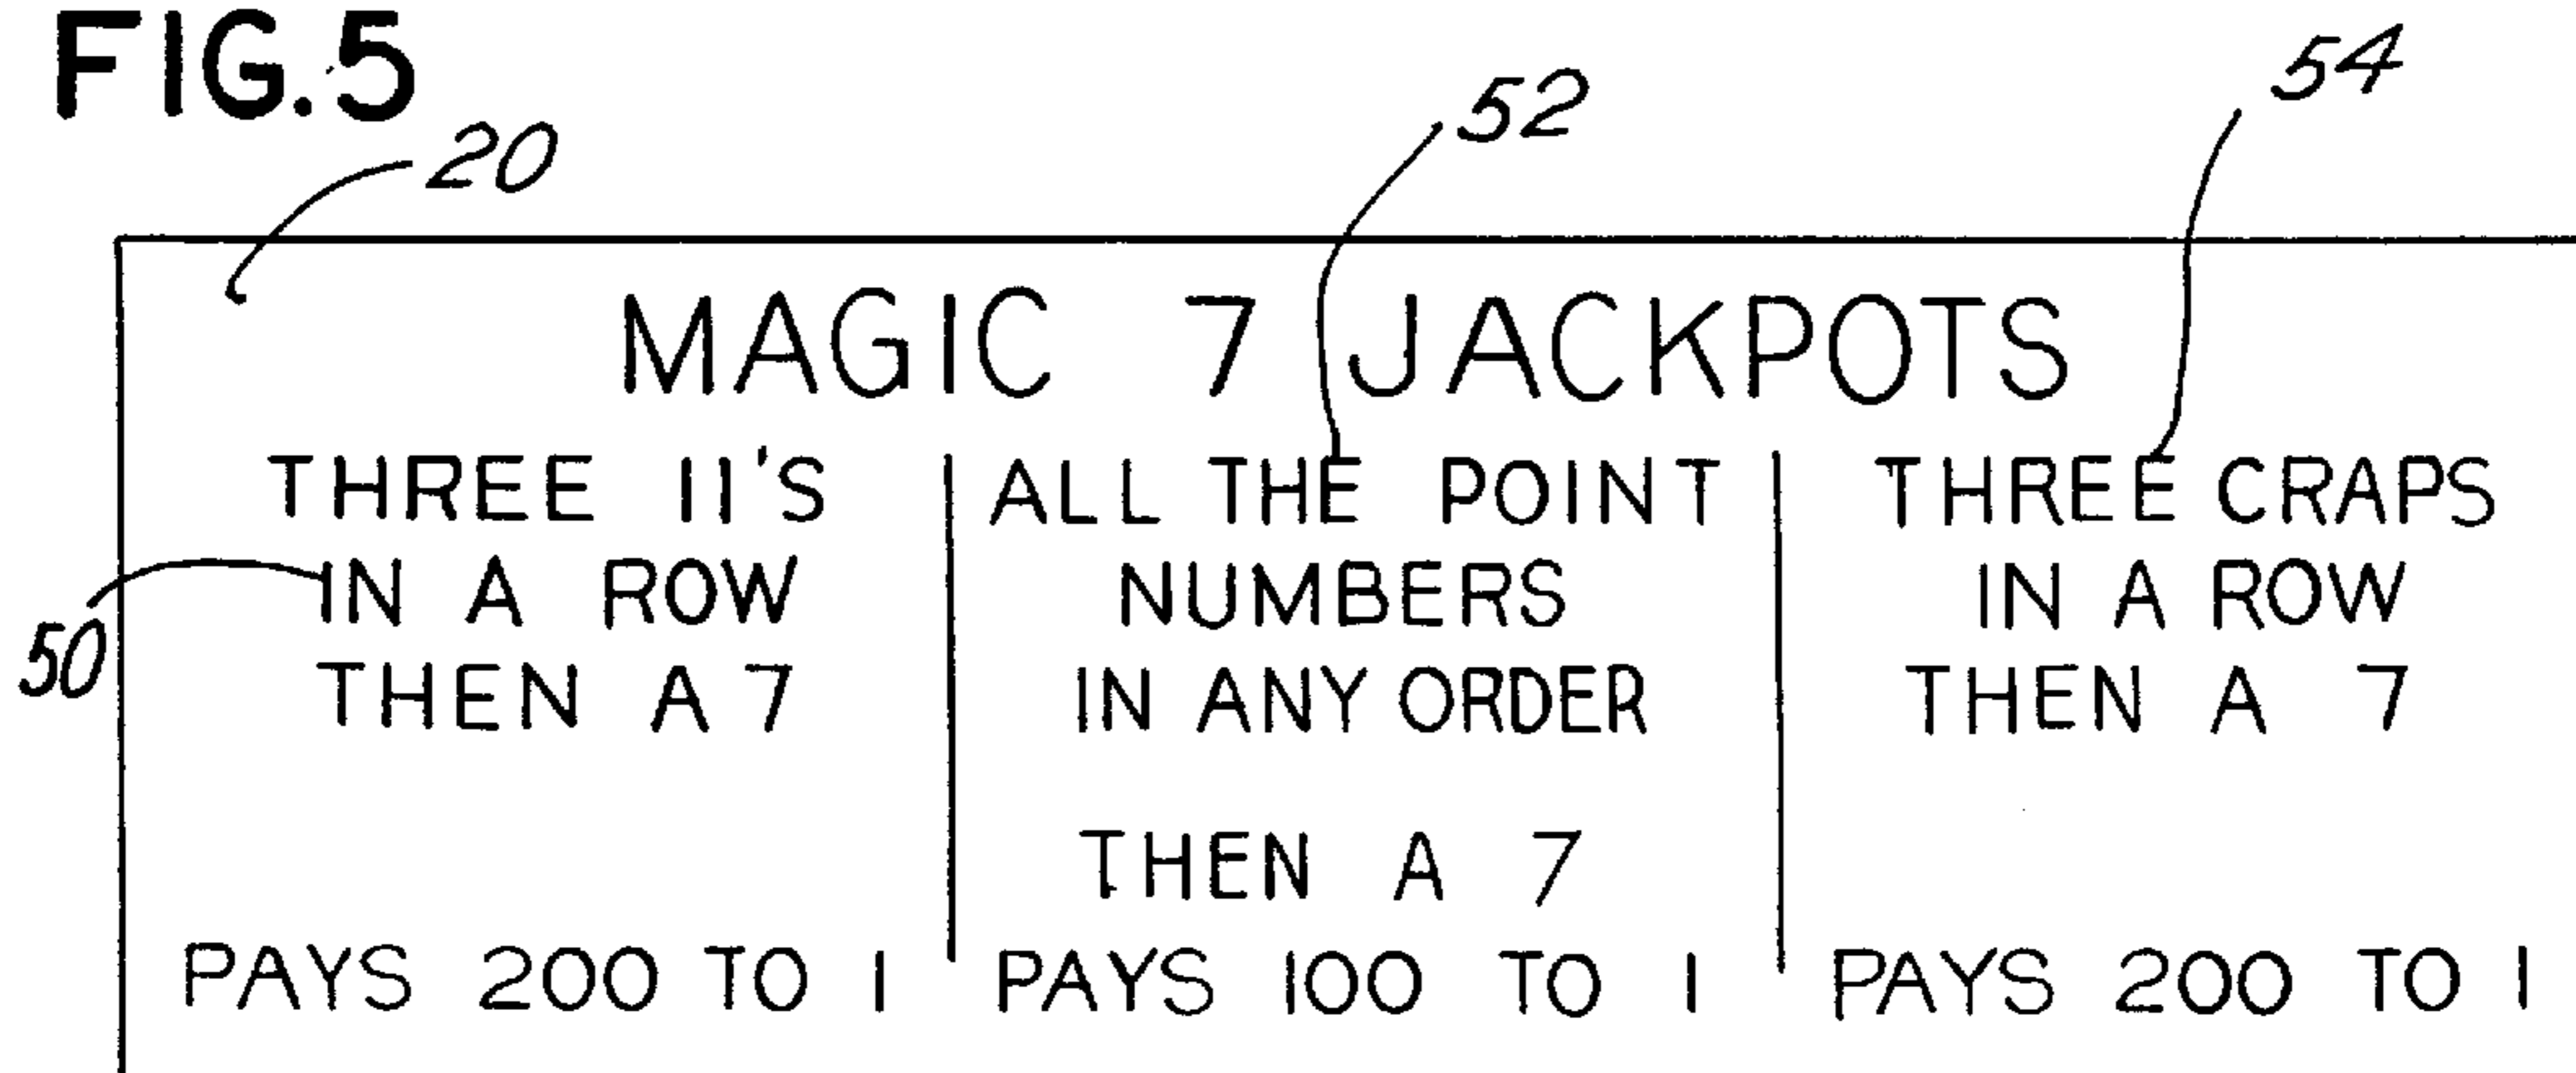 FIG.5
20
52
54
MAGIC 7 JACKPOTS
THREE 11'S
IN A ROW
THEN A 7
PAYS 200 TO 1
50
ALL THE POINT
NUMBERS
IN ANY ORDER
THEN A 7
PAYS 100 TO 1
THREE CRAPS
IN A ROW
THEN A 7
PAYS 200 TO 1